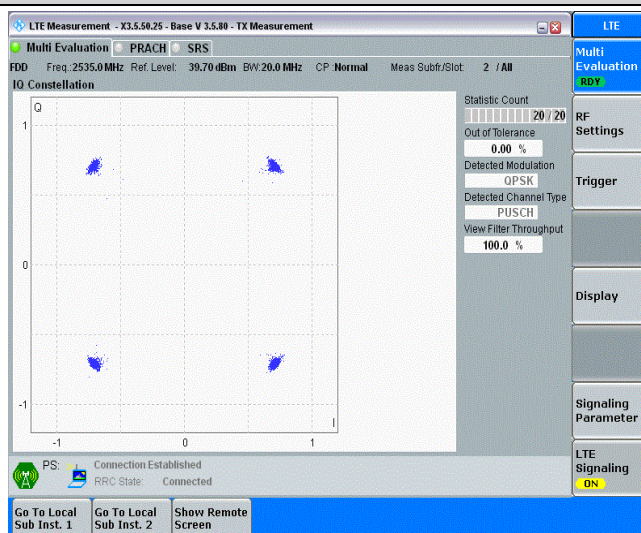 LTE Measurement - X3.5.50.25 - Base V 3.5.80 - TX Measurement
LTE
Multi Evaluation
PRACH
SRS
FDD Freq.:2535.0 MHz Ref. Level: 39.70 dBm BW:20.0 MHz CP :Normal Meas Subfr./Slot: 2 / All
IQ Constellation
Q
1
0
-1
-1
0
1
I
Statistic Count
20 / 20
Out of Tolerance
0.00 %
Detected Modulation
QPSK
Detected Channel Type
PUSCH
View Filter Throughput
100.0 %
Multi
Evaluation
RDY
RF
Settings
Trigger
Display
Signaling
Parameter
LTE
Signaling
ON
PS:
Connection Established
RRC State: Connected
Go To Local
Sub Inst. 1
Go To Local
Sub Inst. 2
Show Remote
Screen